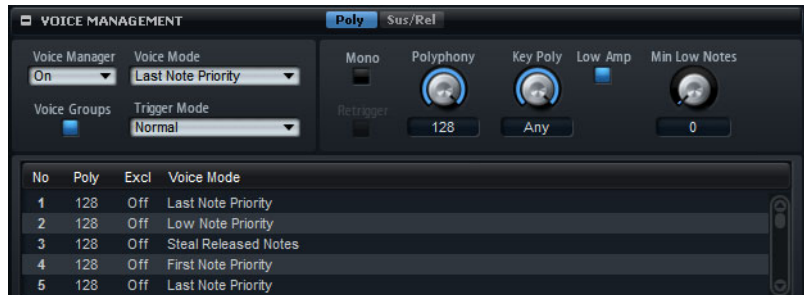 VOICE MANAGEMENT Poly Sus/Rel
Voice Manager Voice Mode Mono Polyphony Key Poly Low Amp Min Low Notes
On Last Note Priority
Voice Groups Trigger Mode Retrigger
Normal 128 Any 0
No Poly Excl Voice Mode
1 128 Off Last Note Priority
2 128 Off Low Note Priority
3 128 Off Steal Released Notes
4 128 Off First Note Priority
5 128 Off Last Note Priority